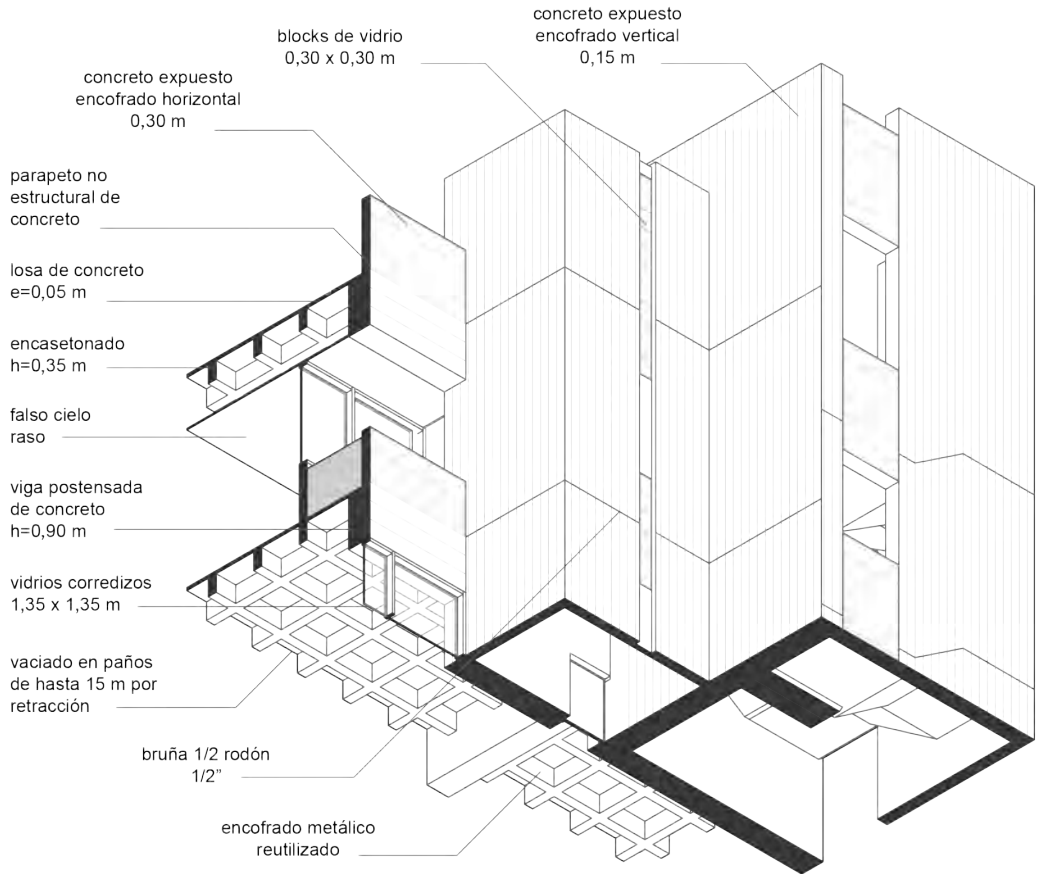 concreto expuesto
encofrado vertical
0,15 m
blocks de vidrio
0,30 x 0,30 m
concreto expuesto
encofrado horizontal
0,30 m
parapeto no
estructural de
concreto
losa de concreto
e=0,05 m
encasetonado
h=0,35 m
falso cielo
raso
viga postensada
de concreto
h=0,90 m
vidrios corredizos
1,35 x 1,35 m
vaciado en paños
de hasta 15 m por
retracción
bruña 1/2 rodón
1/2”
encofrado metálico
reutilizado